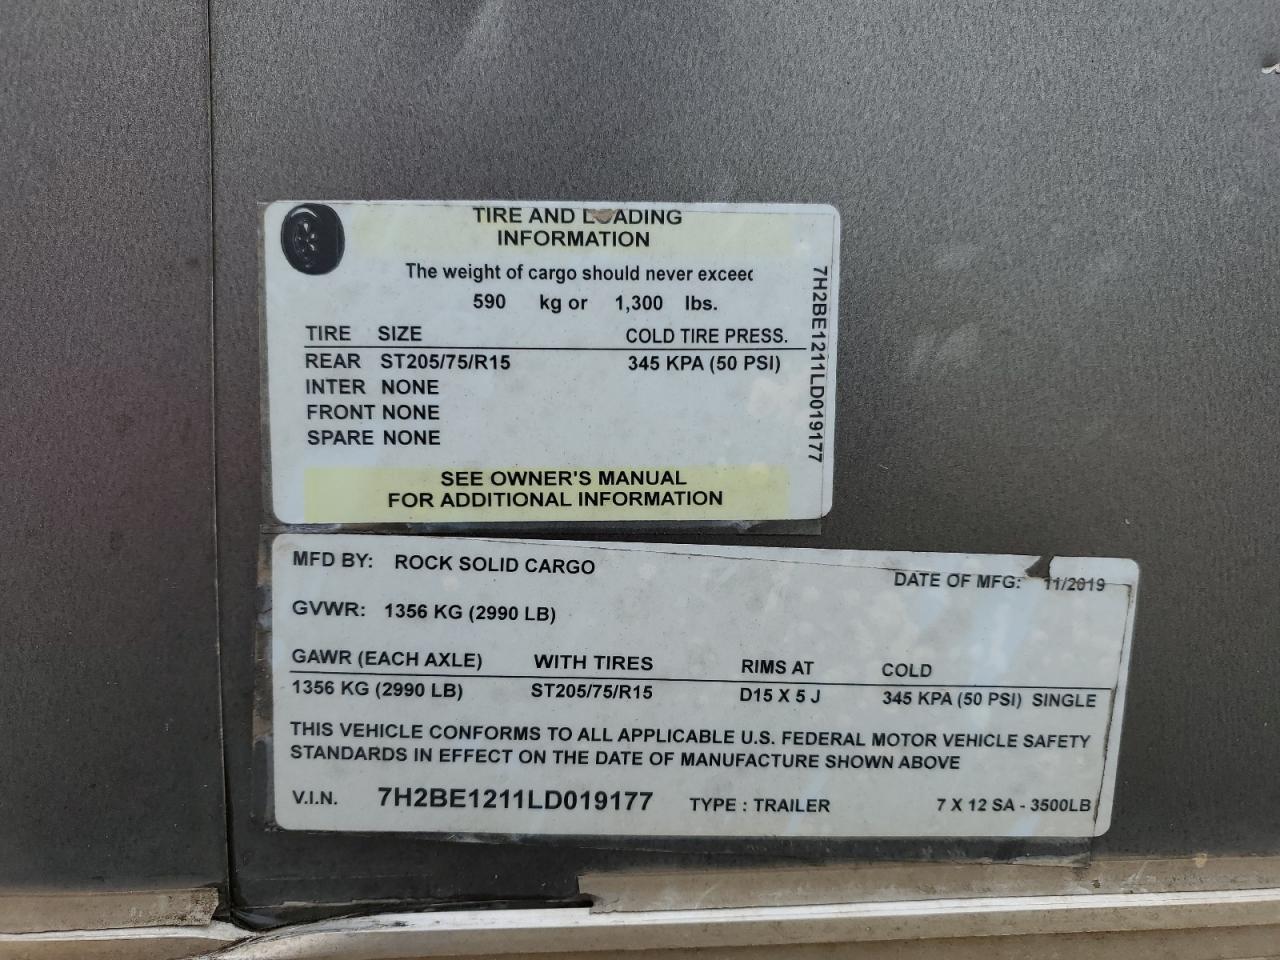 TIRE AND LOADING
INFORMATION
The weight of cargo should never exceed
590 kg or 1,300 lbs.
TIRE SIZE COLD TIRE PRESS.
REAR ST205/75/R15 345 KPA (50 PSI)
INTER NONE
FRONT NONE
SPARE NONE
SEE OWNER'S MANUAL
FOR ADDITIONAL INFORMATION
7H2BE1211LD019177
MFD BY: ROCK SOLID CARGO DATE OF MFG: 11/2019
GVWR: 1356 KG (2990 LB)
GAWR (EACH AXLE) WITH TIRES RIMS AT COLD
1356 KG (2990 LB) ST205/75/R15 D15 X 5 J 345 KPA (50 PSI) SINGLE
THIS VEHICLE CONFORMS TO ALL APPLICABLE U.S. FEDERAL MOTOR VEHICLE SAFETY
STANDARDS IN EFFECT ON THE DATE OF MANUFACTURE SHOWN ABOVE
V.I.N. 7H2BE1211LD019177 TYPE : TRAILER 7 X 12 SA - 3500LB